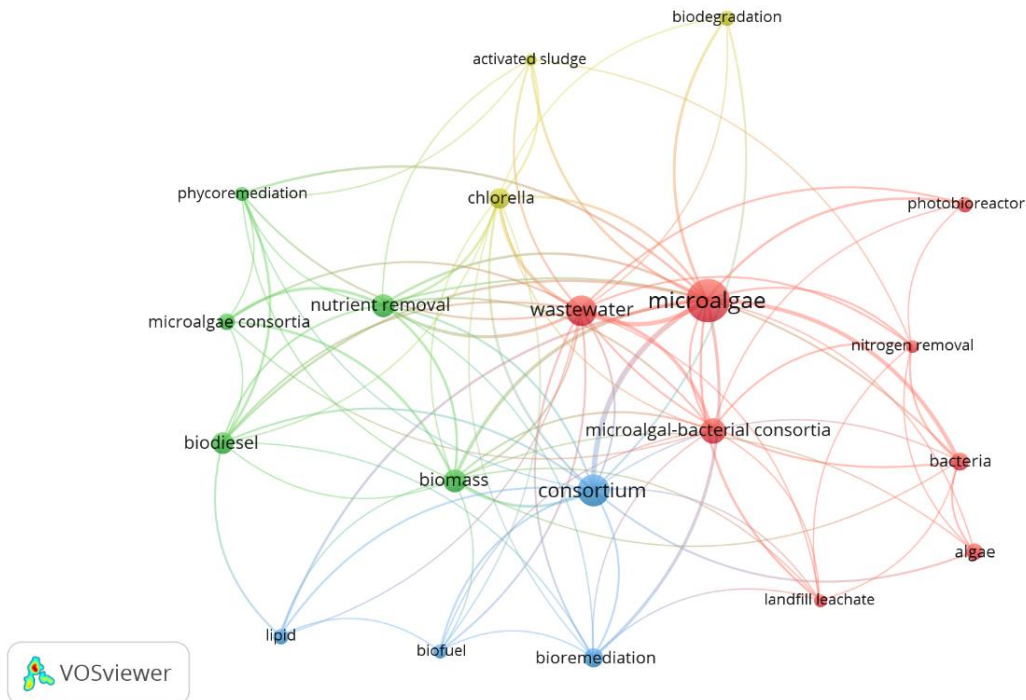 biodegradation
activated sludge
phycoremediation
chlorella
photobioreactor
microalgae
nutrient removal
wastewater
microalgae consortia
nitrogen removal
microalgal-bacterial consortia
biodiesel
bacteria
biomass
consortium
algae
landfill leachate
lipid
biofuel
bioremediation
VOSviewer